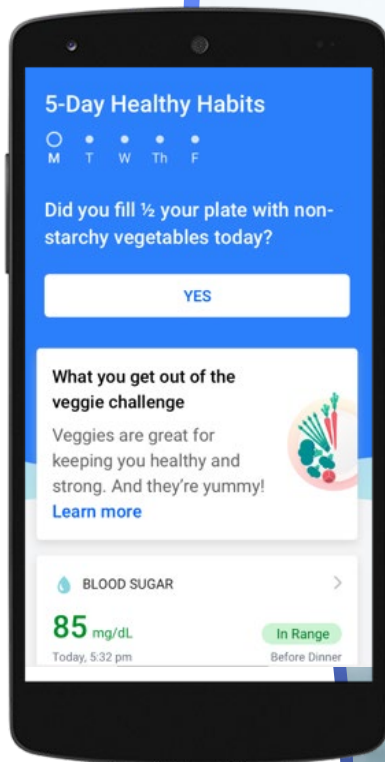 5-Day Healthy Habits
M T W Th F
Did you fill ½ your plate with non-
starchy vegetables today?
YES
What you get out of the
veggie challenge
Veggies are great for
keeping you healthy and
strong. And they're yummy!
Learn more
BLOOD SUGAR
85 mg/dL In Range
Today, 5:32 pm Before Dinner